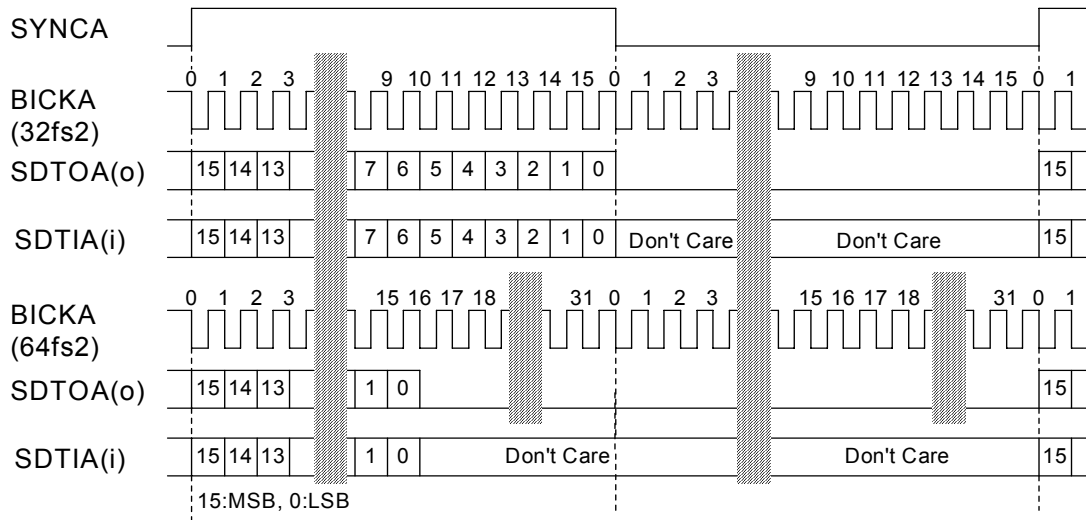 SYNCA
0 1 2 3 9 10 11 12 13 14 15 0 1 2 3 9 10 11 12 13 14 15 0 1
BICKA
(32fs2)
SDTOA(o) 15 14 13 7 6 5 4 3 2 1 0 15
SDTIA(i) 15 14 13 7 6 5 4 3 2 1 0 Don't Care Don't Care 15
0 1 2 3 15 16 17 18 31 0 1 2 3 15 16 17 18 31 0 1
BICKA
(64fs2)
SDTOA(o) 15 14 13 1 0 15
SDTIA(i) 15 14 13 1 0 Don't Care Don't Care 15
15:MSB, 0:LSB